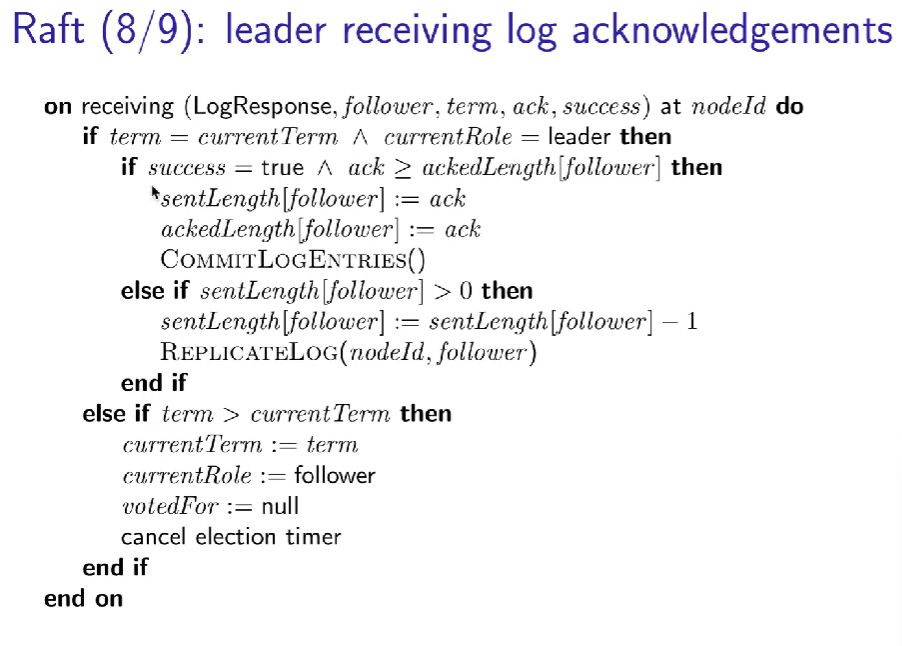 Raft (8/9): leader receiving log acknowledgements
on receiving (LogResponse, follower, term, ack, success) at nodeId do
if term = currentTerm ∧ currentRole = leader then
if success = true ∧ ack ≥ ackedLength[follower] then
sentLength[follower] := ack
ackedLength[follower] := ack
CommitLogEntries()
else if sentLength[follower] > 0 then
sentLength[follower] := sentLength[follower] − 1
ReplicateLog(nodeId, follower)
end if
else if term > currentTerm then
currentTerm := term
currentRole := follower
votedFor := null
cancel election timer
end if
end on